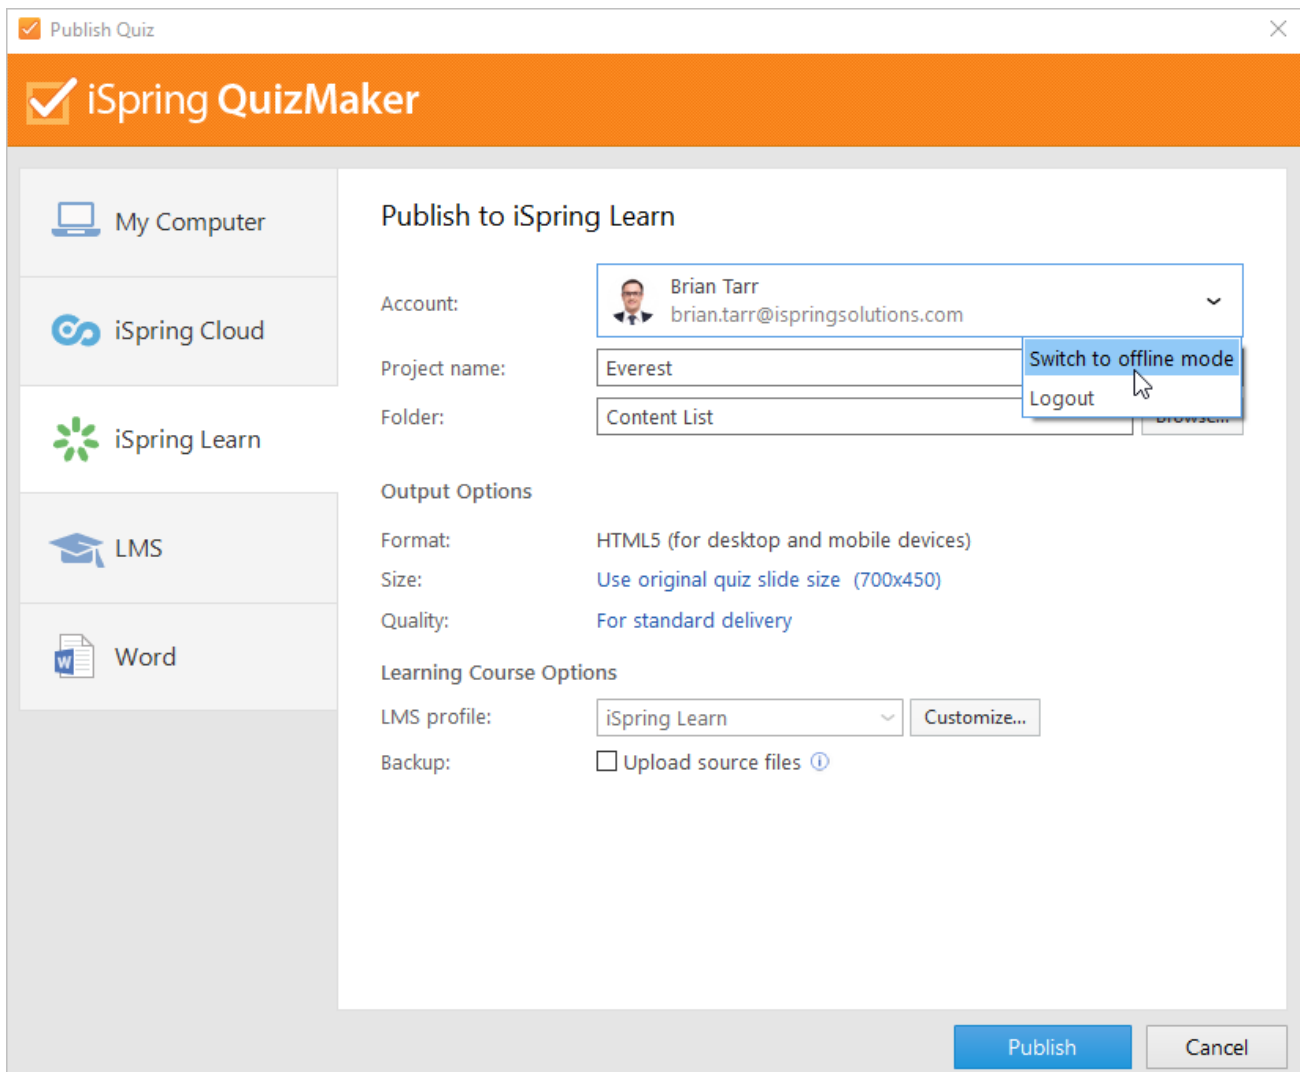 Publish Quiz
iSpring QuizMaker
My Computer
iSpring Cloud
iSpring Learn
LMS
W
Word
Publish to iSpring Learn
Account:
Brian Tarr
brian.tarr@ispringsolutions.com
Switch to offline mode
Logout
Project name:
Everest
Folder:
Content List
Browse...
Output Options
Format:
HTML5 (for desktop and mobile devices)
Size:
Use original quiz slide size (700x450)
Quality:
For standard delivery
Learning Course Options
LMS profile:
iSpring Learn
Customize...
Backup:
Upload source files
Publish
Cancel